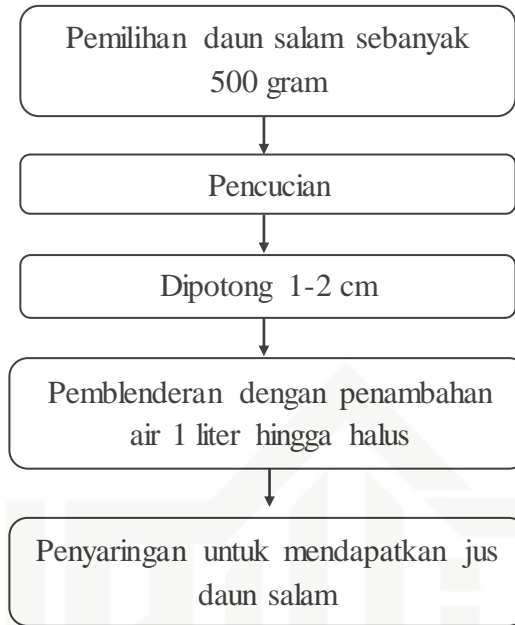 Pemilihan daun salam sebanyak
500 gram
Pencucian
Dipotong 1-2 cm
Pemblenderan dengan penambahan
air 1 liter hingga halus
Penyaringan untuk mendapatkan jus
daun salam